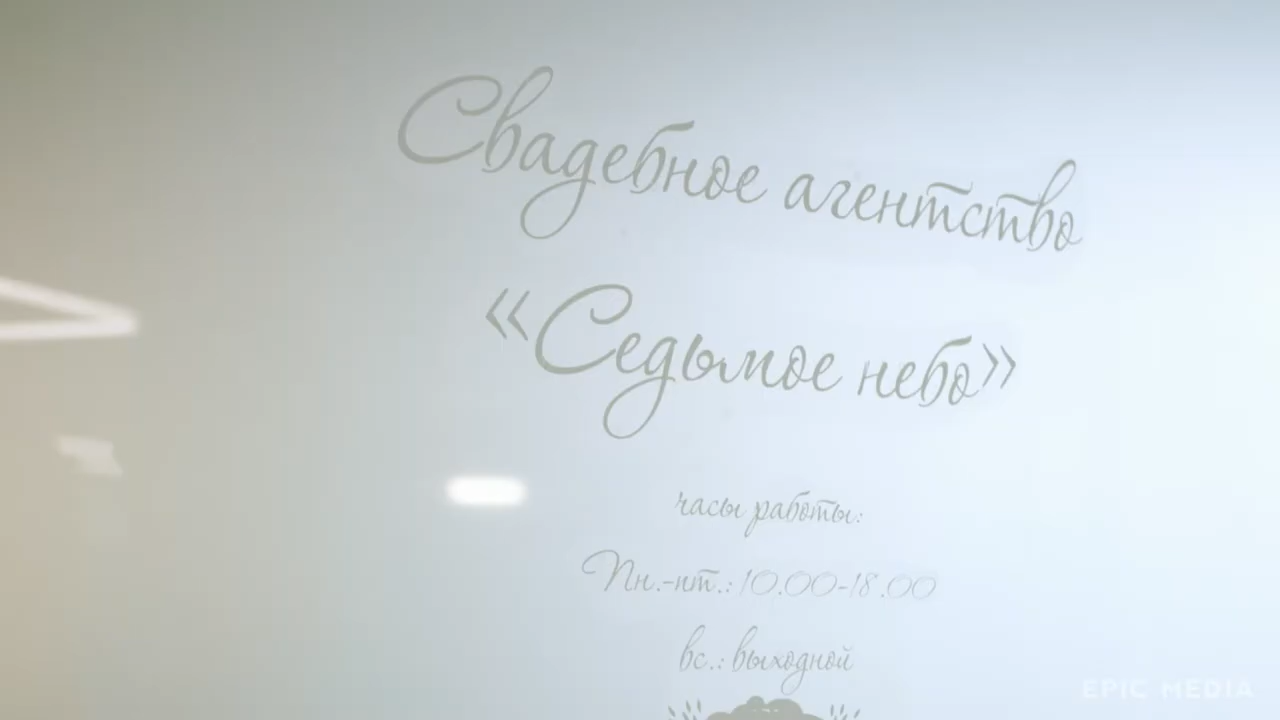 Свадебное агентство
«Седьмое небо»
часы работы:
Пн.-пт.: 10.00-18.00
вс.: выходной
EPIC MEDIA